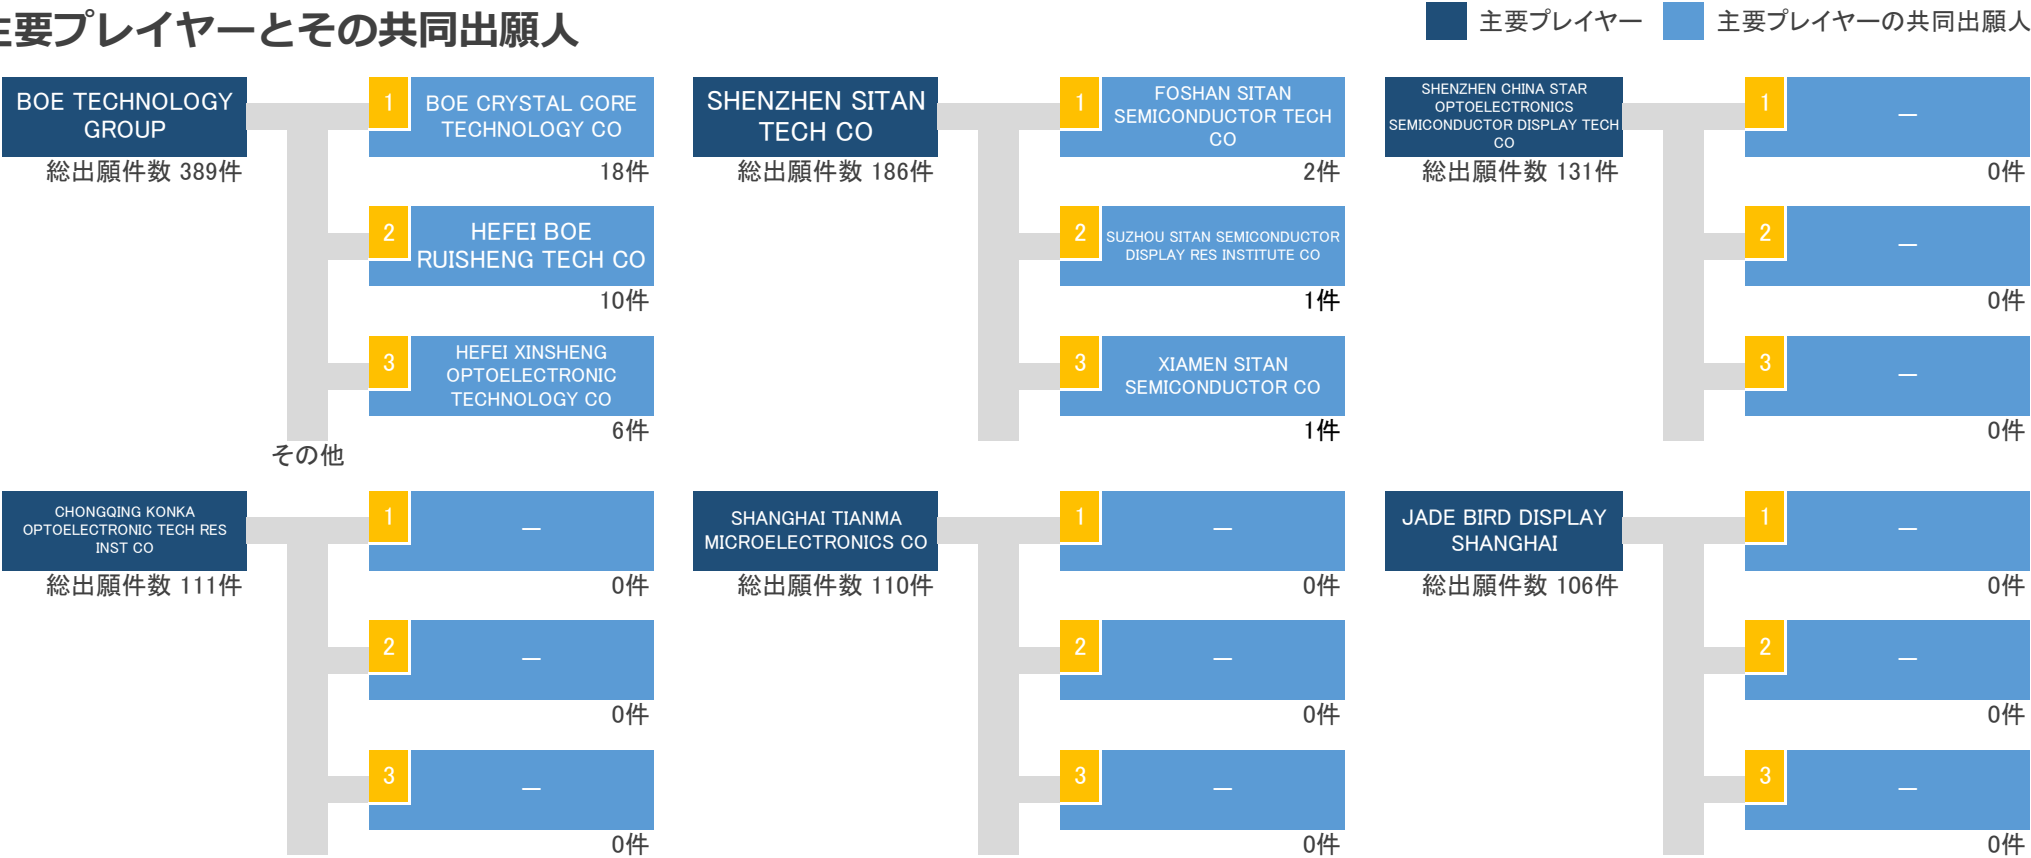 主要プレイヤーとその共同出願人
主要プレイヤー
主要プレイヤーの共同出願人
BOE TECHNOLOGY
GROUP
総出願件数 389件
1
BOE CRYSTAL CORE
TECHNOLOGY CO
18件
2
HEFEI BOE
RUISHENG TECH CO
10件
3
HEFEI XINSHENG
OPTOELECTRONIC
TECHNOLOGY CO
6件
その他
SHENZHEN SITAN
TECH CO
総出願件数 186件
1
FOSHAN SITAN
SEMICONDUCTOR TECH
CO
2件
2
SUZHOU SITAN SEMICONDUCTOR
DISPLAY RES INSTITUTE CO
1件
3
XIAMEN SITAN
SEMICONDUCTOR CO
1件
SHENZHEN CHINA STAR
OPTOELECTRONICS
SEMICONDUCTOR DISPLAY TECH
CO
総出願件数 131件
1
－
0件
2
－
0件
3
－
0件
CHONGQING KONKA
OPTOELECTRONIC TECH RES
INST CO
総出願件数 111件
1
－
0件
2
－
0件
3
－
0件
SHANGHAI TIANMA
MICROELECTRONICS CO
総出願件数 110件
1
－
0件
2
－
0件
3
－
0件
JADE BIRD DISPLAY
SHANGHAI
総出願件数 106件
1
－
0件
2
－
0件
3
－
0件